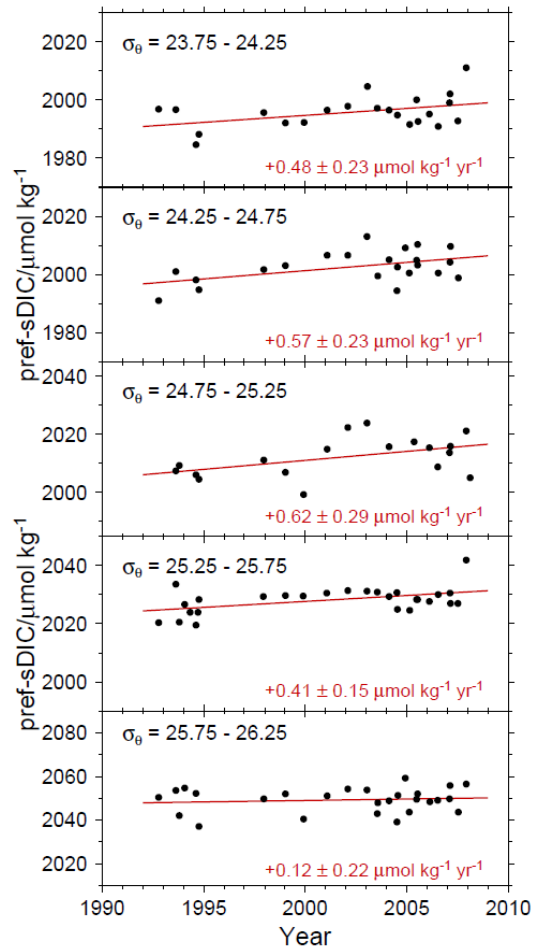 2020
2000
1980
σθ = 23.75 - 24.25
+0.48 ± 0.23 μmol kg⁻¹ yr⁻¹
2020
2000
1980
σθ = 24.25 - 24.75
+0.57 ± 0.23 μmol kg⁻¹ yr⁻¹
pref-sDIC/μmol kg⁻¹
2040
2020
2000
σθ = 24.75 - 25.25
+0.62 ± 0.29 μmol kg⁻¹ yr⁻¹
2040
2020
2000
σθ = 25.25 - 25.75
+0.41 ± 0.15 μmol kg⁻¹ yr⁻¹
pref-sDIC/μmol kg⁻¹
2080
2060
2040
2020
σθ = 25.75 - 26.25
+0.12 ± 0.22 μmol kg⁻¹ yr⁻¹
1990 1995 2000 2005 2010
Year